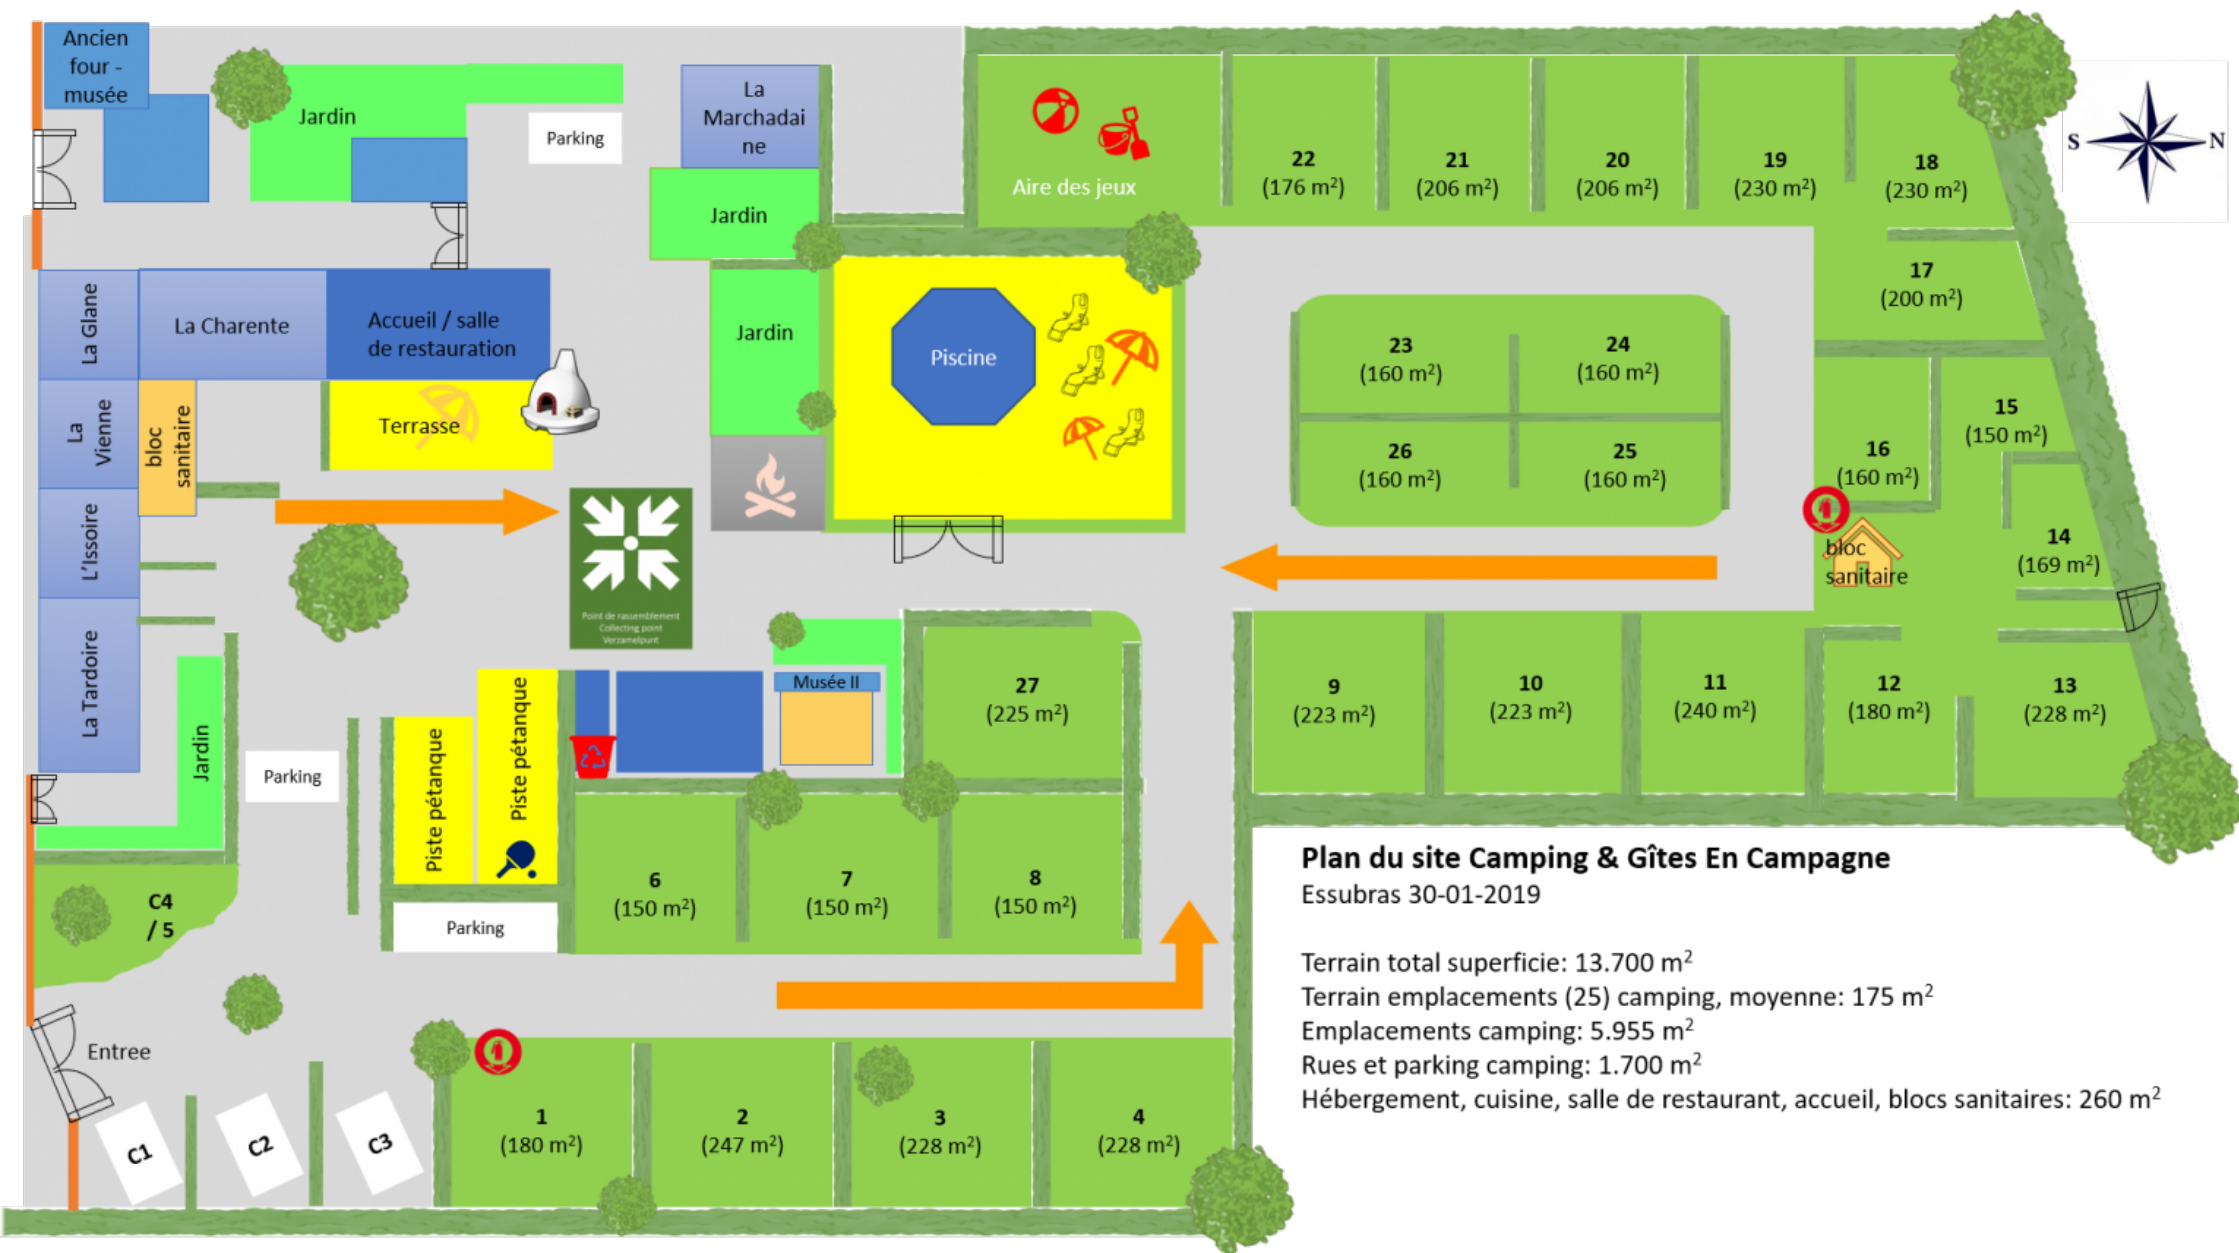 Ancien
four -
musée
Jardin
Parking
La
Marchadai
ne
Jardin
Aire des jeux
22
(176 m²)
21
(206 m²)
20
(206 m²)
19
(230 m²)
18
(230 m²)
S
N
17
(200 m²)
La Glane
La Charente
Accueil / salle
de restauration
Jardin
Piscine
23
(160 m²)
24
(160 m²)
26
(160 m²)
25
(160 m²)
16
(160 m²)
15
(150 m²)
14
(169 m²)
bloc
sanitaire
La
Vienne
bloc
sanitaire
Terrasse
L'Issoire
La Tardoire
Jardin
Point de rassemblement
Collecting point
Verzamelpunt
Parking
Piste pétanque
Piste pétanque
Musée II
27
(225 m²)
9
(223 m²)
10
(223 m²)
11
(240 m²)
12
(180 m²)
13
(228 m²)
6
(150 m²)
7
(150 m²)
8
(150 m²)
C4
/ 5
Parking
Entree
C1
C2
C3
1
(180 m²)
2
(247 m²)
3
(228 m²)
4
(228 m²)
Plan du site Camping & Gîtes En Campagne
Essubras 30-01-2019
Terrain total superficie: 13.700 m²
Terrain emplacements (25) camping, moyenne: 175 m²
Emplacements camping: 5.955 m²
Rues et parking camping: 1.700 m²
Hébergement, cuisine, salle de restaurant, accueil, blocs sanitaires: 260 m²